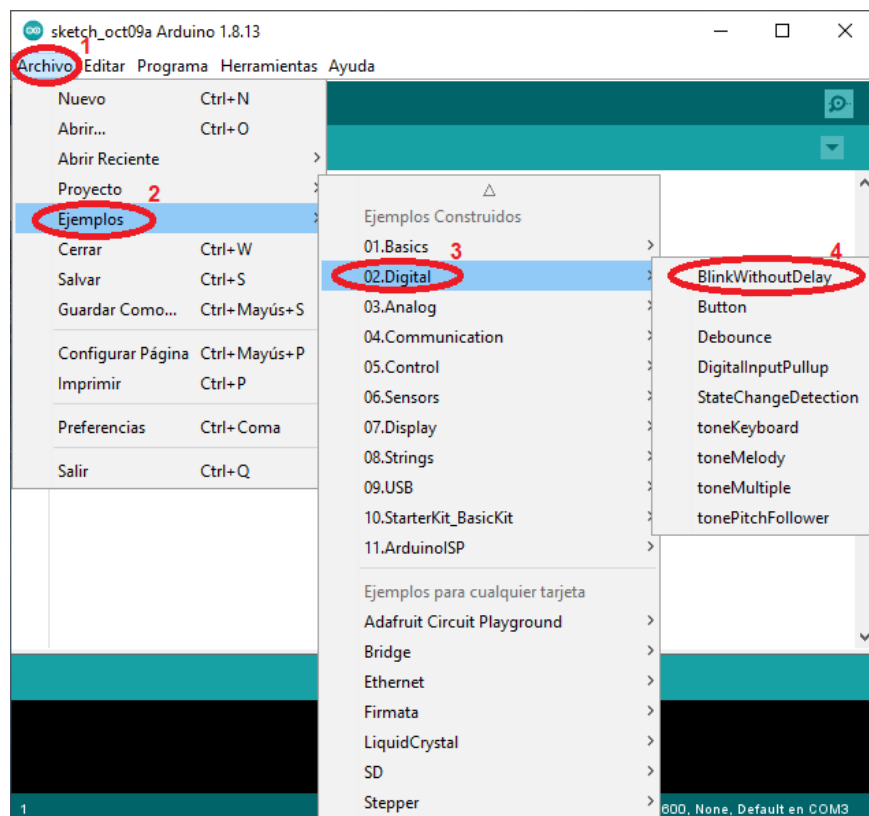 sketch_oct09a Arduino 1.8.13
1
Archivo Editar Programa Herramientas Ayuda
Nuevo Ctrl+N
Abrir... Ctrl+O
Abrir Reciente
Proyecto
2
Ejemplos
Cerrar Ctrl+W
Salvar Ctrl+S
Guardar Como... Ctrl+Mayús+S
Configurar Página Ctrl+Mayús+P
Imprimir Ctrl+P
Preferencias Ctrl+Coma
Salir Ctrl+Q
Ejemplos Construidos
01.Basics
3
02.Digital
03.Analog
04.Communication
05.Control
06.Sensors
07.Display
08.Strings
09.USB
10.StarterKit_BasicKit
11.ArduinoISP
Ejemplos para cualquier tarjeta
Adafruit Circuit Playground
Bridge
Ethernet
Firmata
LiquidCrystal
SD
Stepper
4
BlinkWithoutDelay
Button
Debounce
DigitalInputPullup
StateChangeDetection
toneKeyboard
toneMelody
toneMultiple
tonePitchFollower
1
600, None, Default en COM3